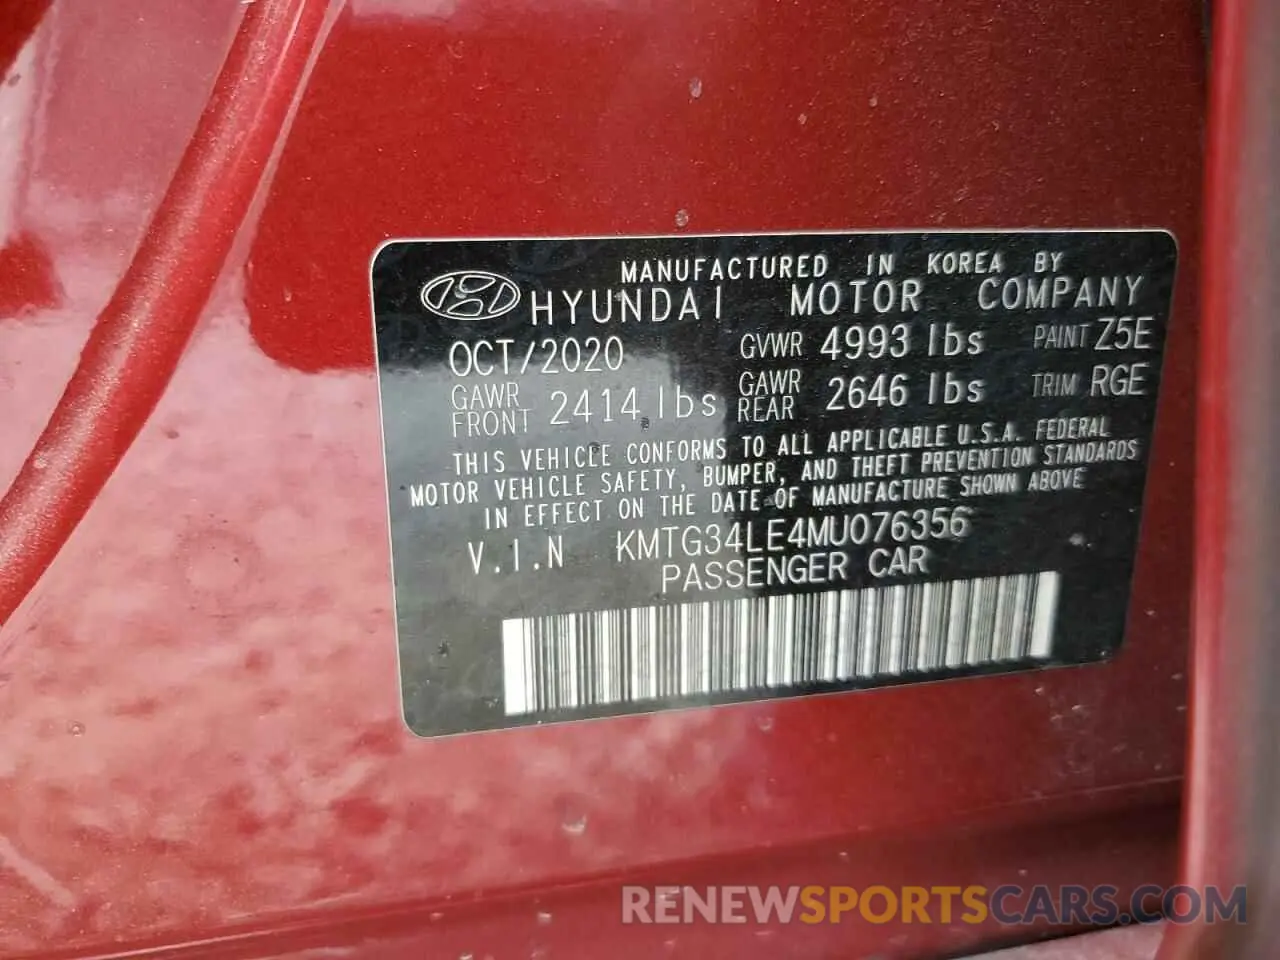 MANUFACTURED IN KOREA BY
HYUNDAI MOTOR COMPANY
OCT/2020 GVWR 4993 lbs PAINT Z5E
GAWR FRONT 2414 lbs GAWR REAR 2646 lbs TRIM RGE
THIS VEHICLE CONFORMS TO ALL APPLICABLE U.S.A. FEDERAL
MOTOR VEHICLE SAFETY, BUMPER, AND THEFT PREVENTION STANDARDS
IN EFFECT ON THE DATE OF MANUFACTURE SHOWN ABOVE
V.I.N KMTG34LE4MU076356
PASSENGER CAR
RENEWSPORTSCARS.COM